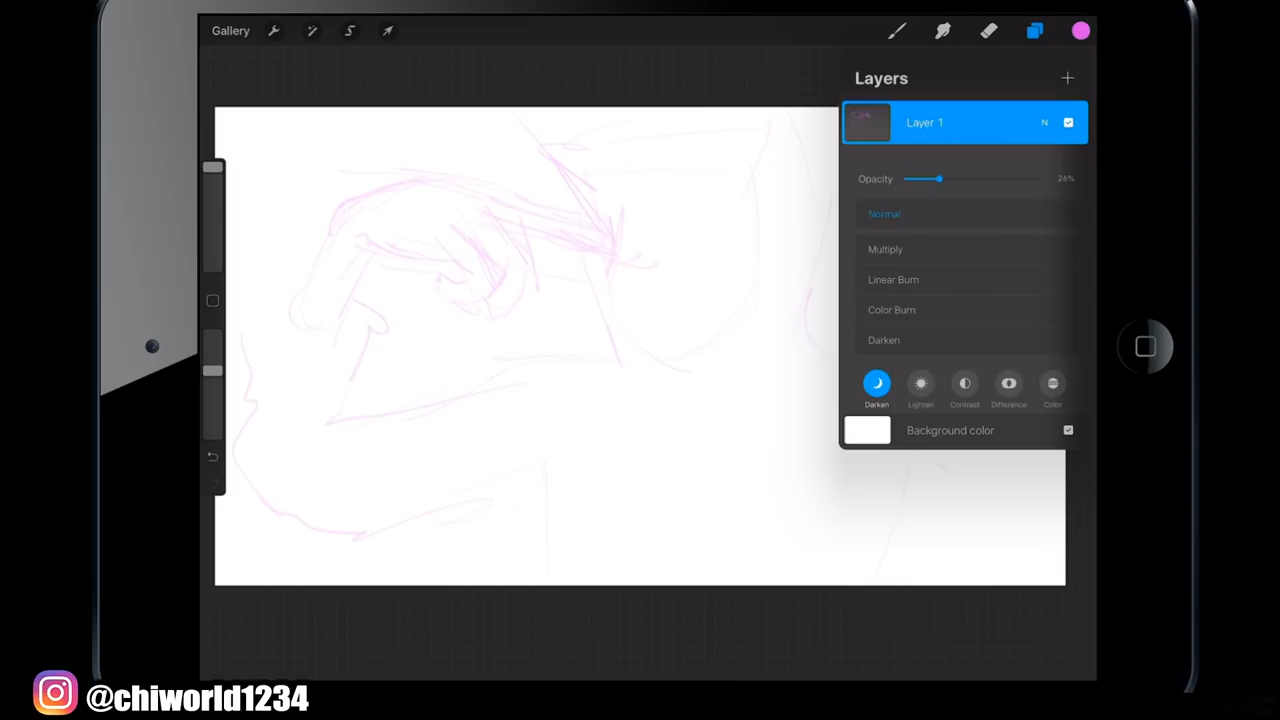 Gallery
Layers
Layer 1 N
Opacity 26%
Normal
Multiply
Linear Burn
Color Burn
Darken
Darken Lighten Contrast Difference Color
Background color
@chiworld1234